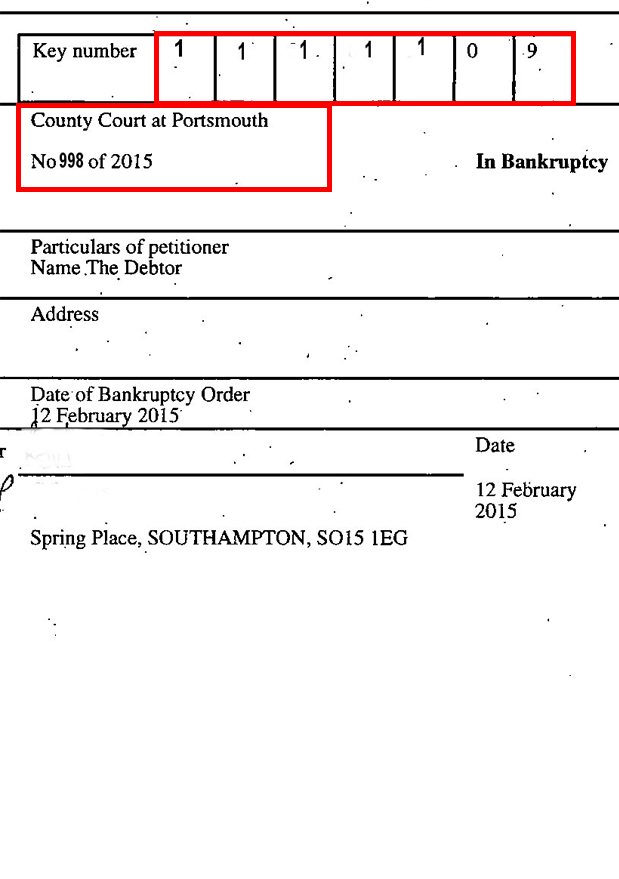 Key number 1 1 1 1 1 0 9
County Court at Portsmouth
No 998 of 2015
In Bankruptcy
Particulars of petitioner
Name The Debtor
Address
Date of Bankruptcy Order
12 February 2015
r
Date
12 February
2015
Spring Place, SOUTHAMPTON, SO15 1EG